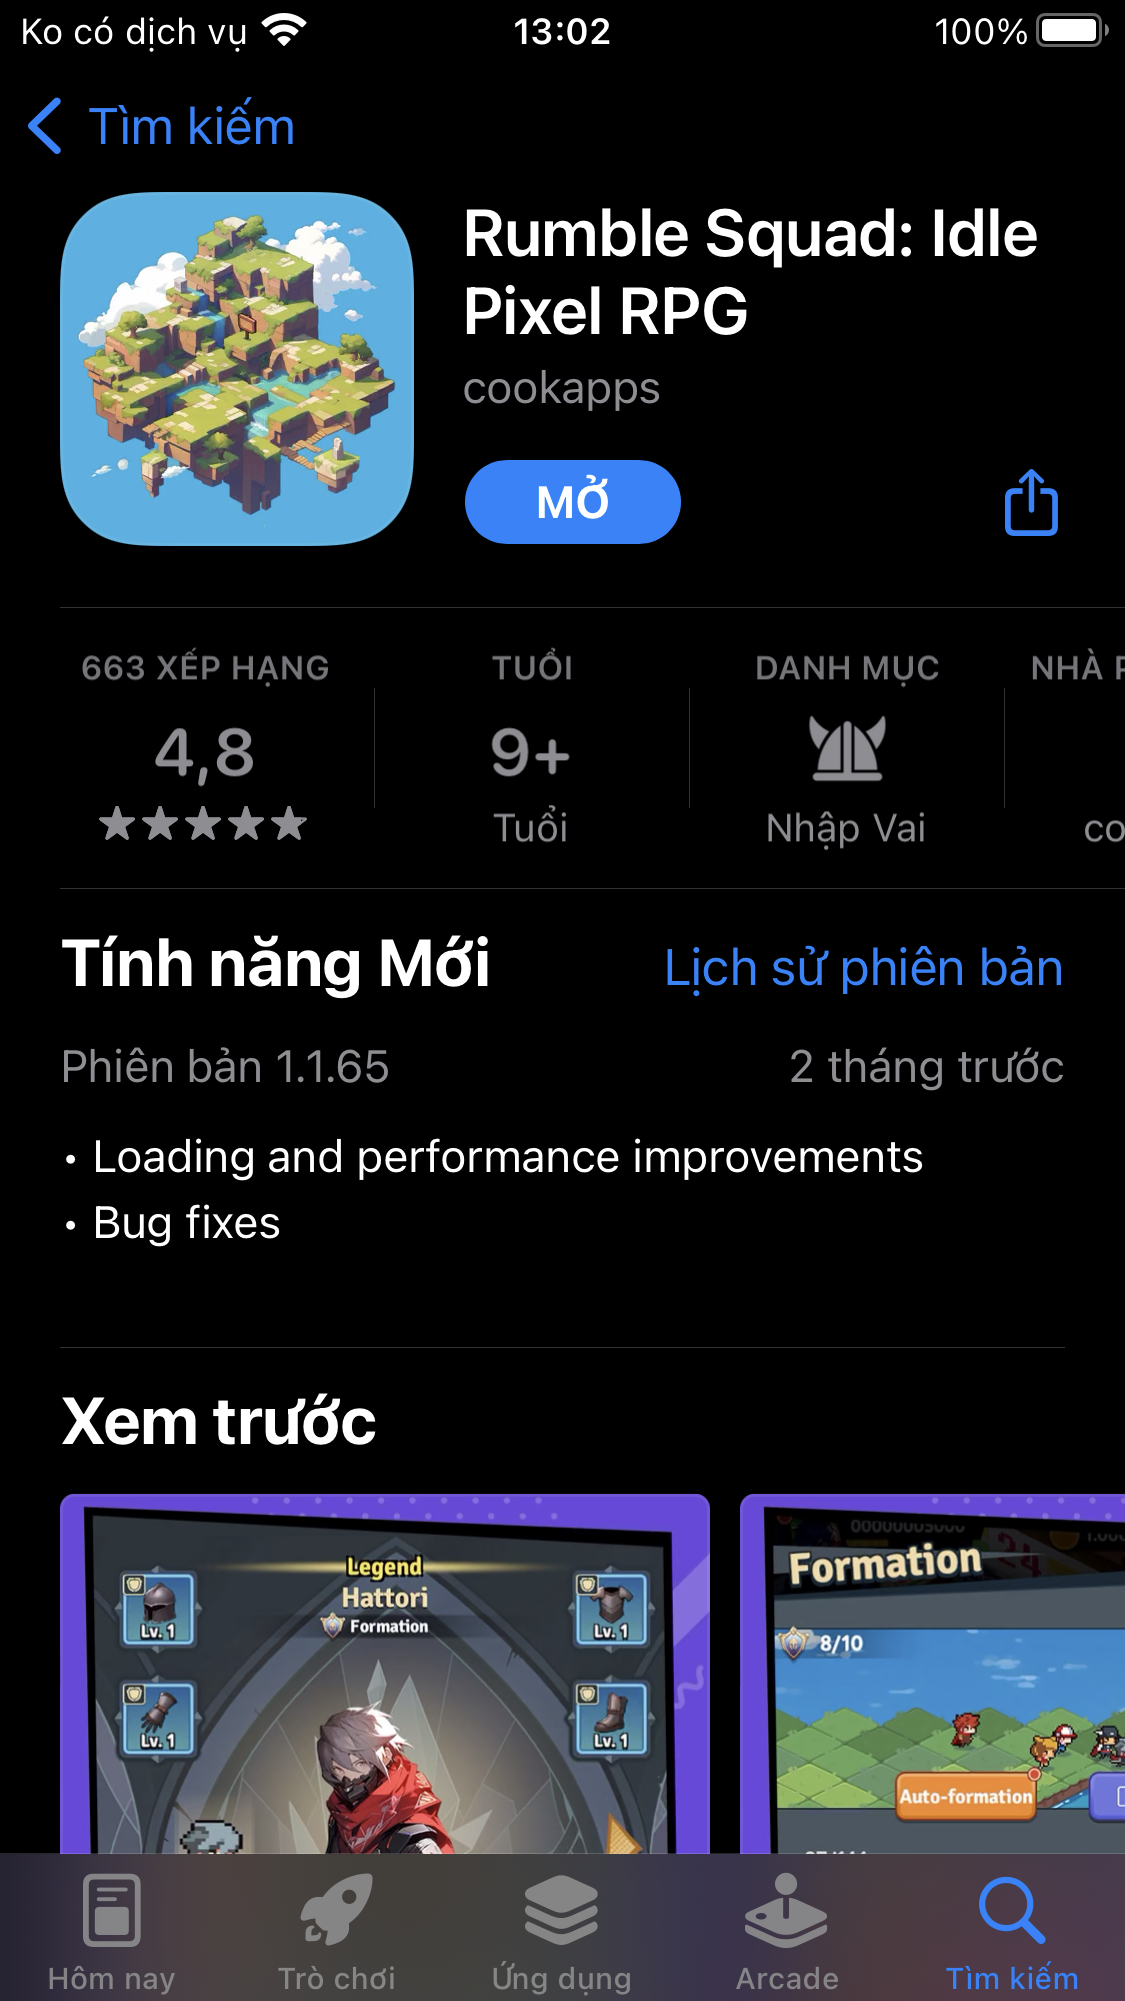 Ko có dịch vụ
13:02
100%
Tìm kiếm
Rumble Squad: Idle
Pixel RPG
cookapps
MỞ
663 XẾP HẠNG
4,8
TUỔI
9+
Tuổi
DANH MỤC
Nhập Vai
NHÀ
co
Tính năng Mới
Lịch sử phiên bản
Phiên bản 1.1.65
2 tháng trước
• Loading and performance improvements
• Bug fixes
Xem trước
Legend
Hattori
Formation
Lv. 1
Lv. 1
Lv. 1
Lv. 1
Formation
8/10
Auto-formation
Hôm nay
Trò chơi
Ứng dụng
Arcade
Tìm kiếm